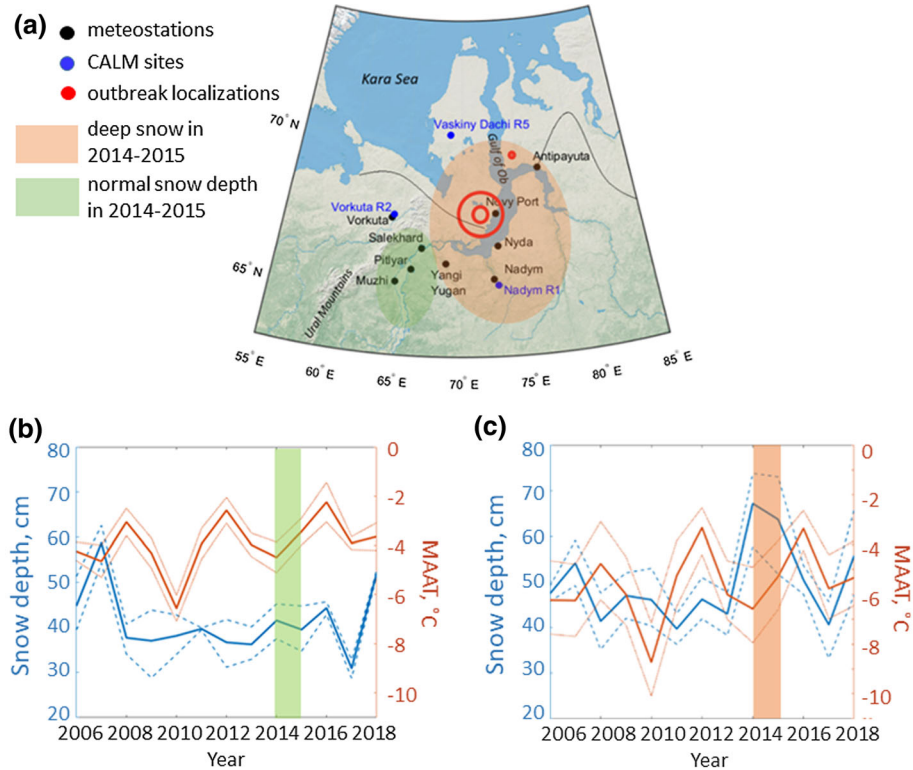 (a)
meteostations
CALM sites
outbreak localizations
deep snow in
2014-2015
normal snow depth
in 2014-2015
Kara Sea
70° N
Vaskiny Dachi R5
Gulf of Ob
Antipayuta
Vorkuta R2
Vorkuta
Novy Port
Salekhard
Nyda
Pitlyar
65° N
Muzhi
Yangi
Yugan
Nadym
Nadym R1
Ural Mountains
55° E
60° E
65° E
70° E
75° E
80° E
85° E
(b)
80
70
60
50
40
30
20
Snow depth, cm
0
-2
-4
-6
-8
-10
MAAT, °C
2006 2008 2010 2012 2014 2016 2018
Year
(c)
80
70
60
50
40
30
20
Snow depth, cm
0
-2
-4
-6
-8
-10
MAAT, °C
2006 2008 2010 2012 2014 2016 2018
Year